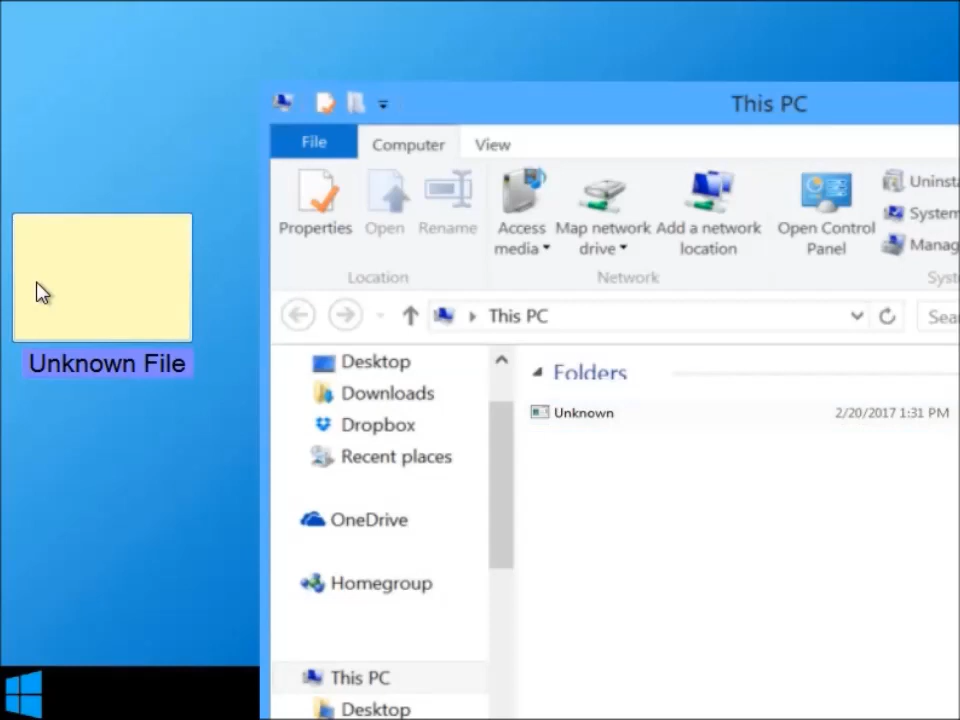 This PC
File
Computer
View
Properties
Open
Rename
Access media
Map network drive
Add a network location
Open Control Panel
Uninsta
System
Manag
Location
Network
Syst
This PC
Sear
Desktop
Downloads
Dropbox
Recent places
OneDrive
Homegroup
This PC
Desktop
Folders
Unknown
2/20/2017 1:31 PM
Unknown File